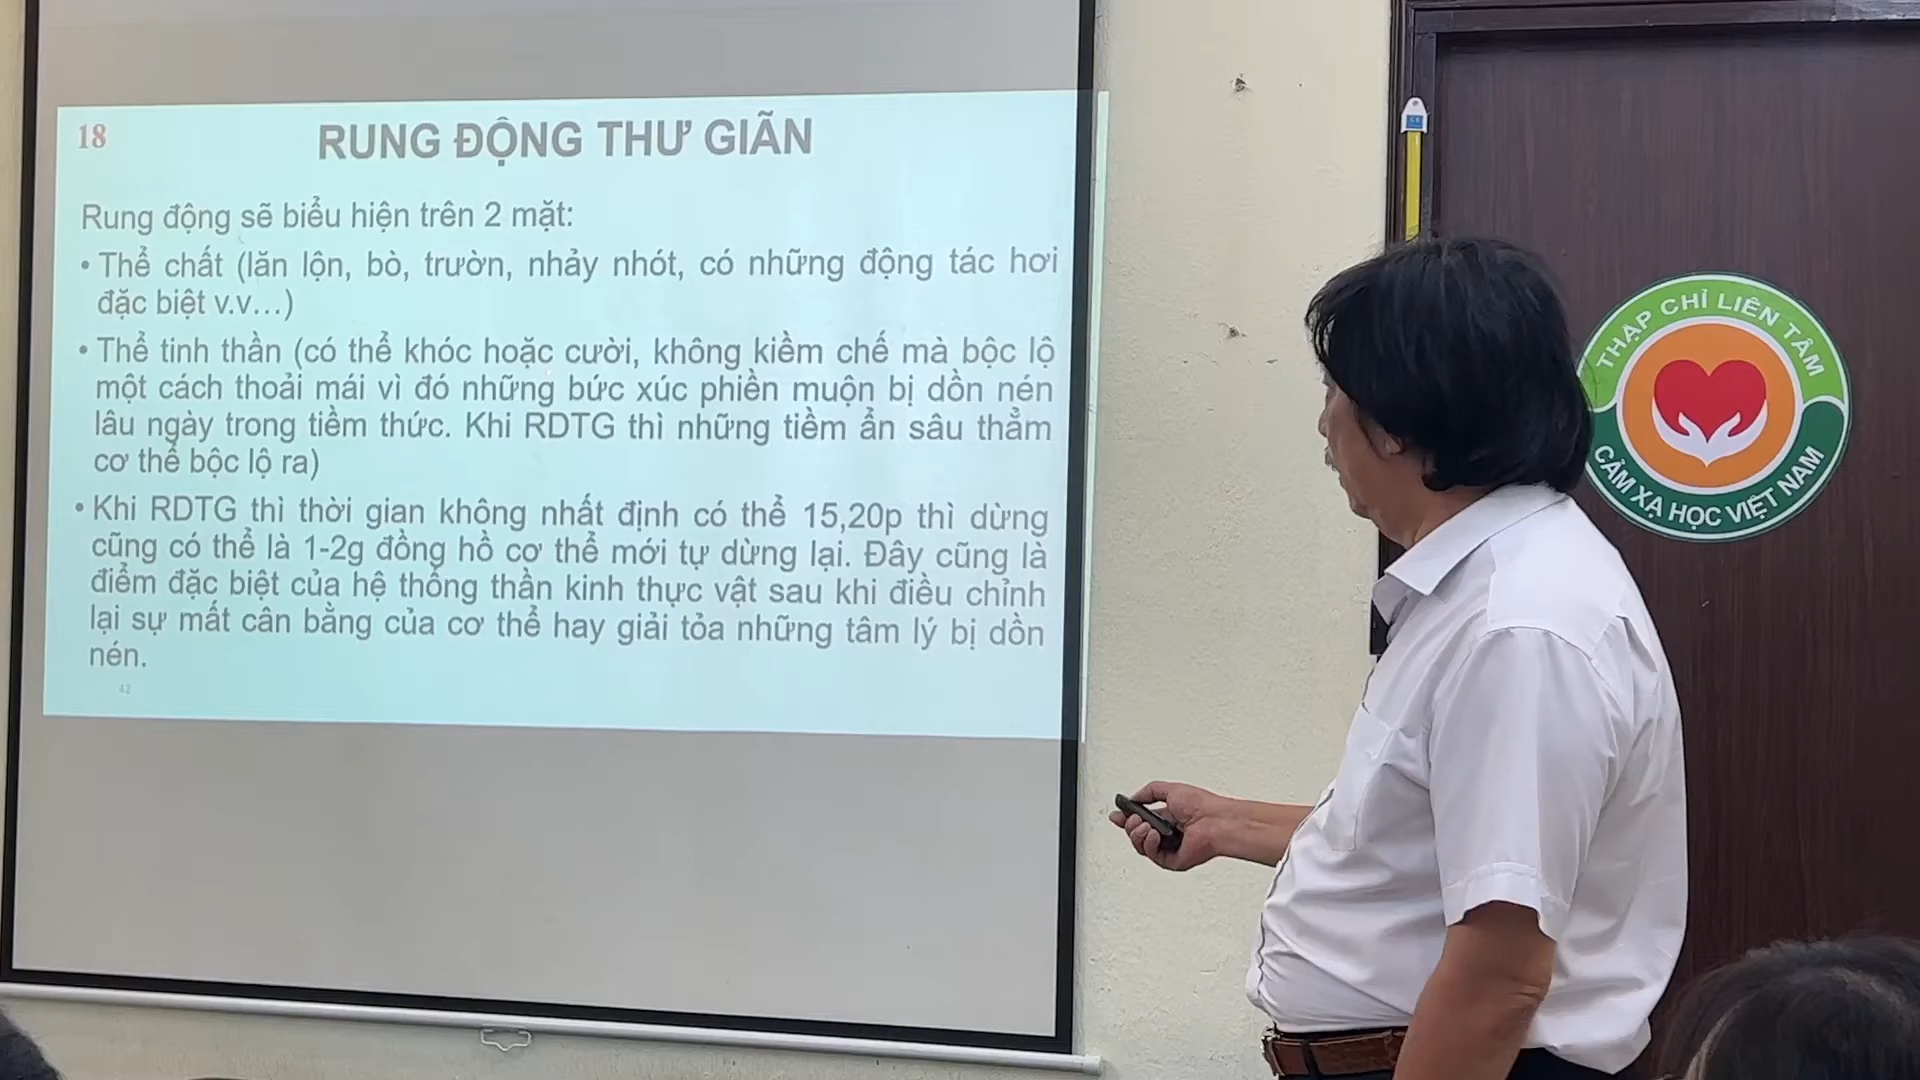 18
RUNG ĐỘNG THƯ GIÃN
Rung động sẽ biểu hiện trên 2 mặt:
• Thể chất (lăn lộn, bò, trườn, nhảy nhót, có những động tác hơi
đặc biệt v.v…)
• Thể tinh thần (có thể khóc hoặc cười, không kiềm chế mà bộc lộ
một cách thoải mái vì đó những bức xúc phiền muộn bị dồn nén
lâu ngày trong tiềm thức. Khi RDTG thì những tiềm ẩn sâu thẳm
cơ thể bộc lộ ra)
• Khi RDTG thì thời gian không nhất định có thể 15,20p thì dừng
cũng có thể là 1-2g đồng hồ cơ thể mới tự dừng lại. Đây cũng là
điểm đặc biệt của hệ thống thần kinh thực vật sau khi điều chỉnh
lại sự mất cân bằng của cơ thể hay giải tỏa những tâm lý bị dồn
nén.
42
THẬP CHỈ LIÊN TÂM
CẢM XẠ HỌC VIỆT NAM